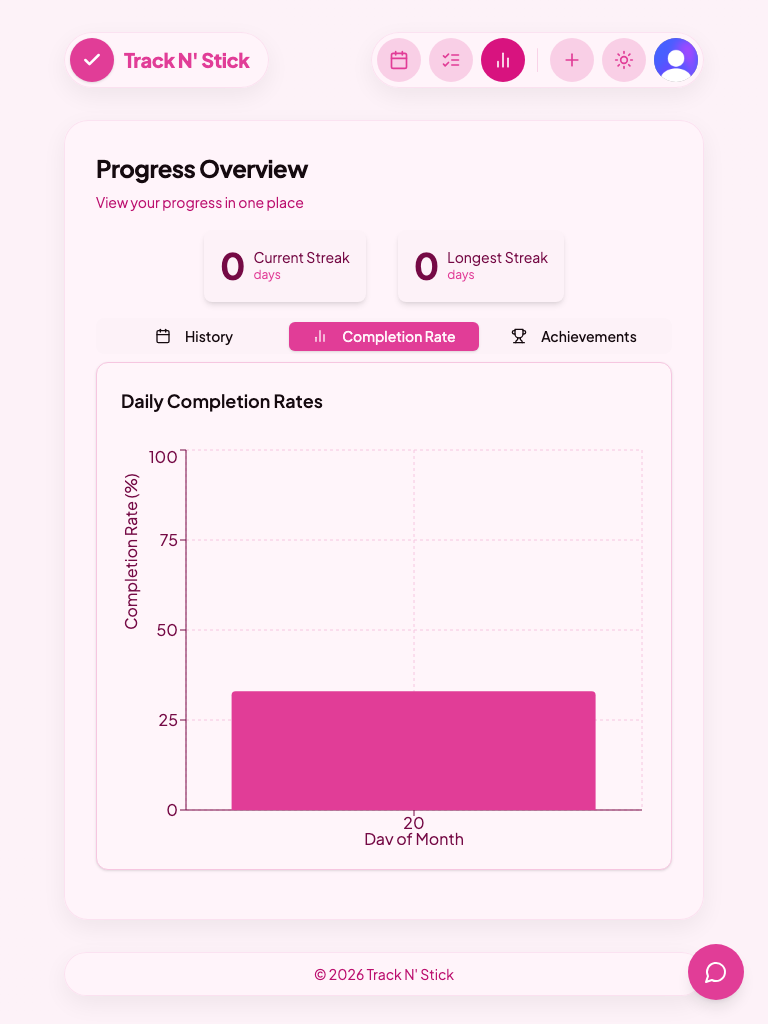 Track N' Stick
Progress Overview
View your progress in one place
0 Current Streak
days
0 Longest Streak
days
History Completion Rate Achievements
Daily Completion Rates
Completion Rate (%)
100
75
50
25
0
20
Day of Month
© 2026 Track N' Stick